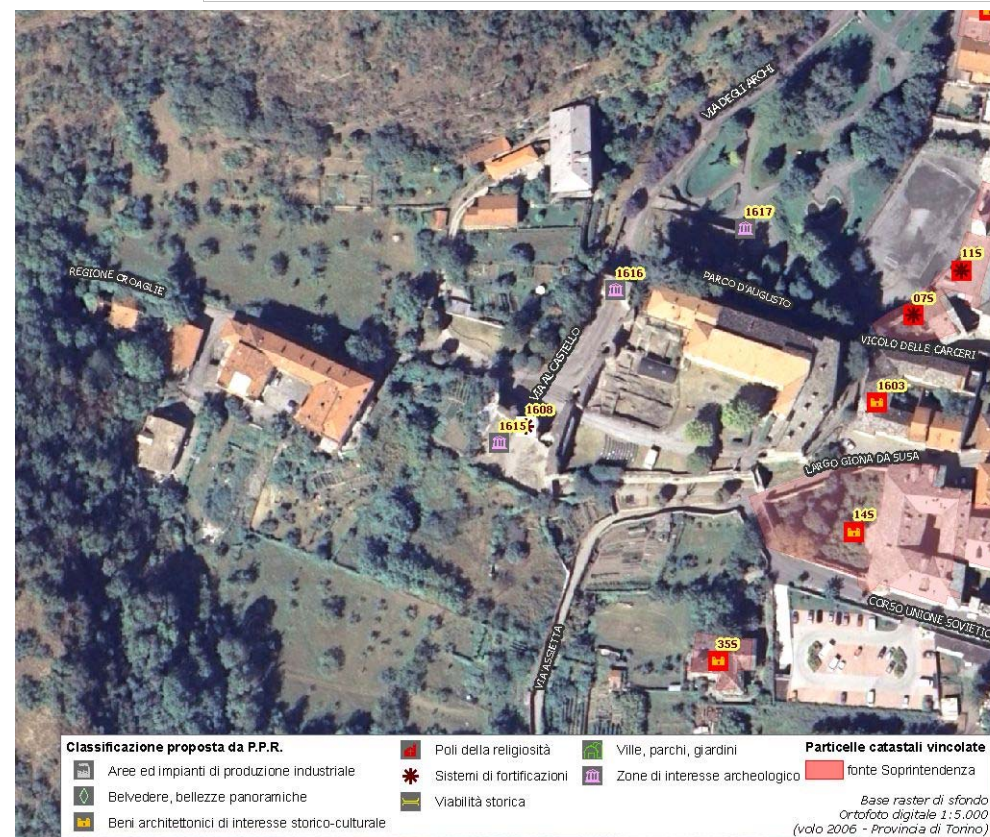 VIA DEGLI ARCHI
1617
115
REGIONE CROAGLIE
1616
PARCO D'AUGUSTO
07S
VICOLO DELLE CARCERI
VIA AL CASTELLO
1603
1608
1615
LARGO GIONA DA SUSA
14S
CORSO UNIONE SOVIETIC
VIA ASSIETTA
35S
Classificazione proposta da P.P.R.
Aree ed impianti di produzione industriale
Belvedere, bellezze panoramiche
Beni architettonici di interesse storico-culturale
Poli della religiosità
Sistemi di fortificazioni
Viabilità storica
Ville, parchi, giardini
Zone di interesse archeologico
Particelle catastali vincolate
fonte Soprintendenza
Base raster di sfondo
Ortofoto digitale 1:5.000
(volo 2006 - Provincia di Torino)